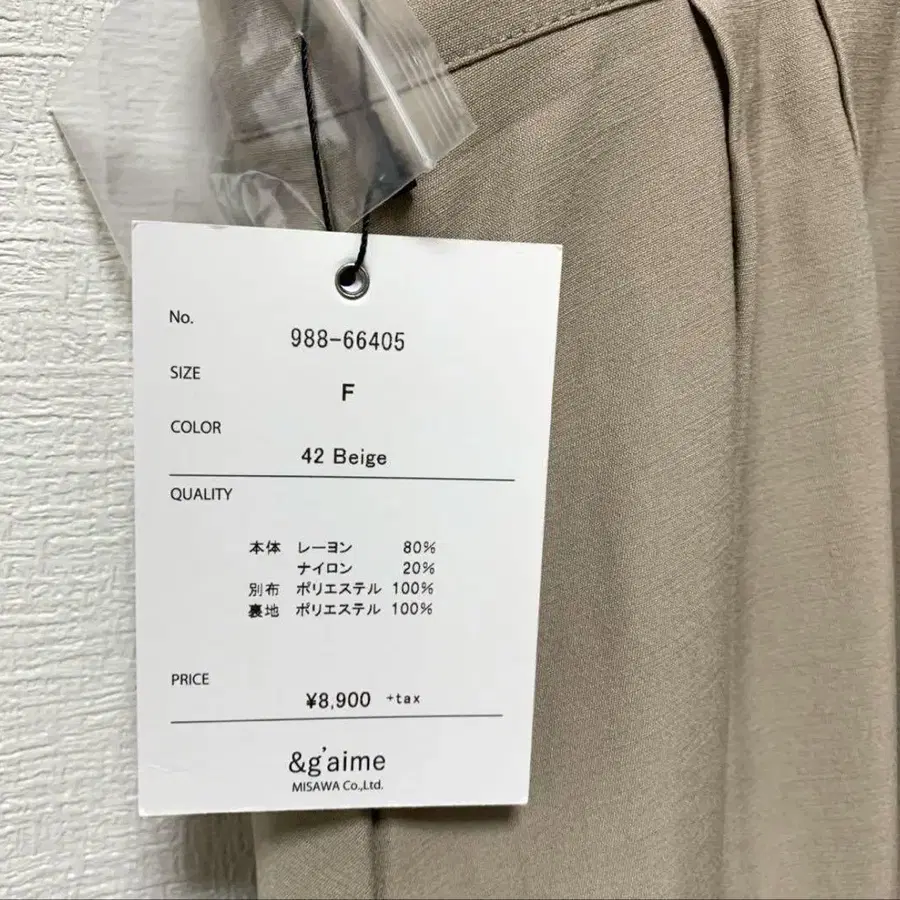 No.
988-66405
SIZE
F
COLOR
42 Beige
QUALITY
本体 レーヨン 80%
ナイロン 20%
別布 ポリエステル 100%
裏地 ポリエステル 100%
PRICE
¥8,900 +tax
&g'aime
MISAWA Co.,Ltd.